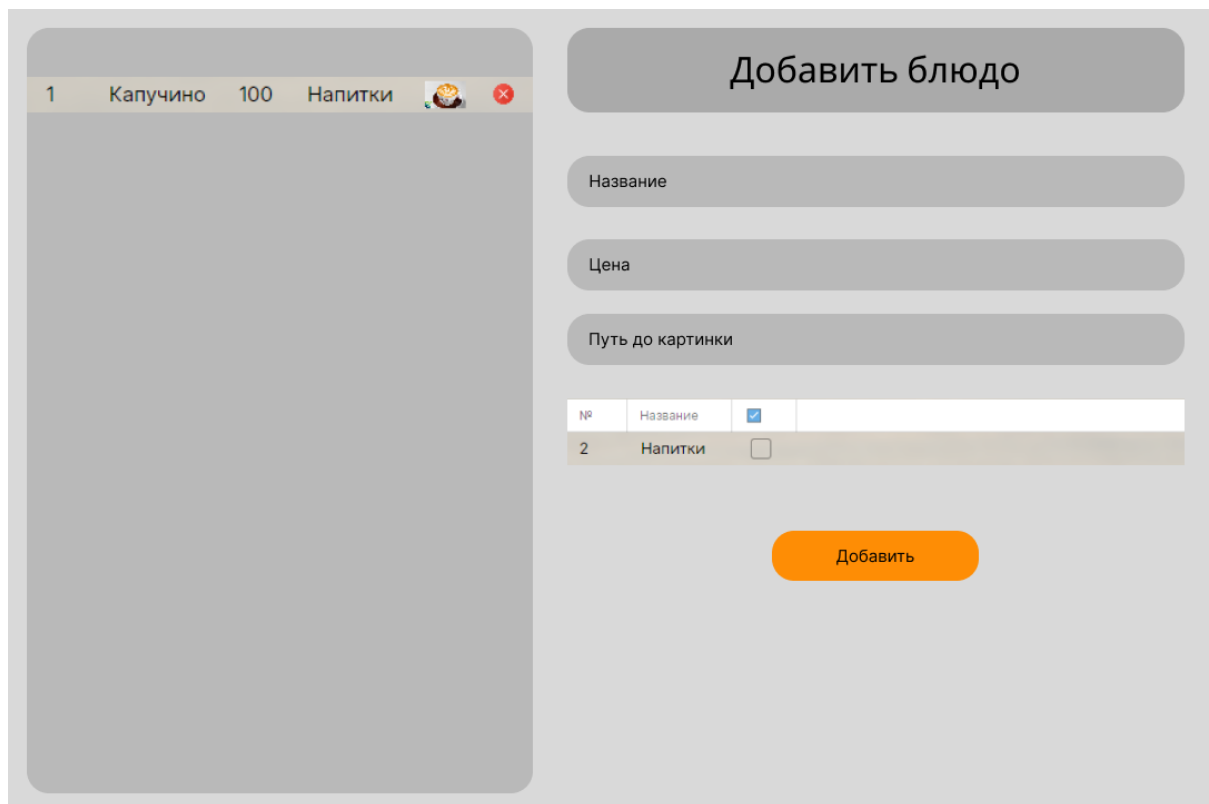 1 Капучино 100 Напитки
Добавить блюдо
Название
Цена
Путь до картинки
№ Название
2 Напитки
Добавить